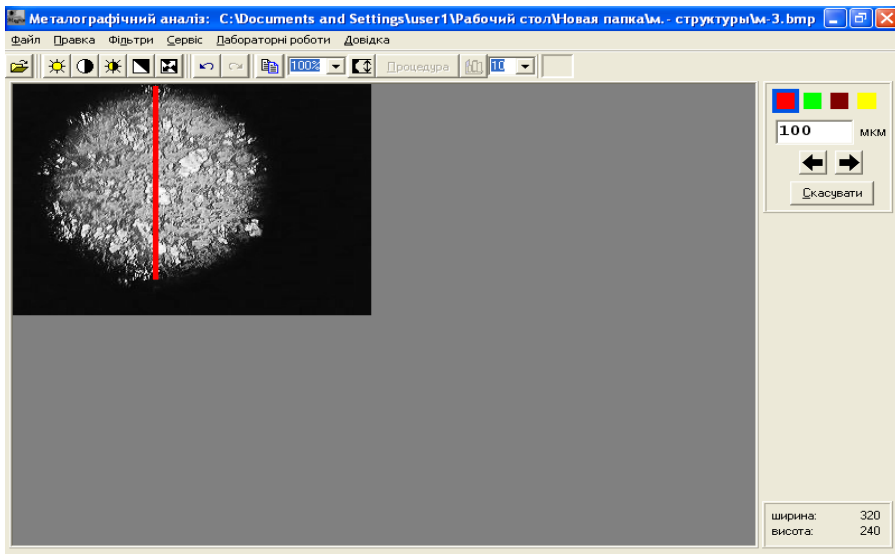 Металографічний аналіз: C:\Documents and Settings\user1\Рабочий стол\Новая папка\м. - структуры\м-3.bmp
Файл Правка Фільтри Сервіс Лабораторні роботи Довідка
100% Процедура 10
100 мкм
Скасувати
ширина: 320
висота: 240